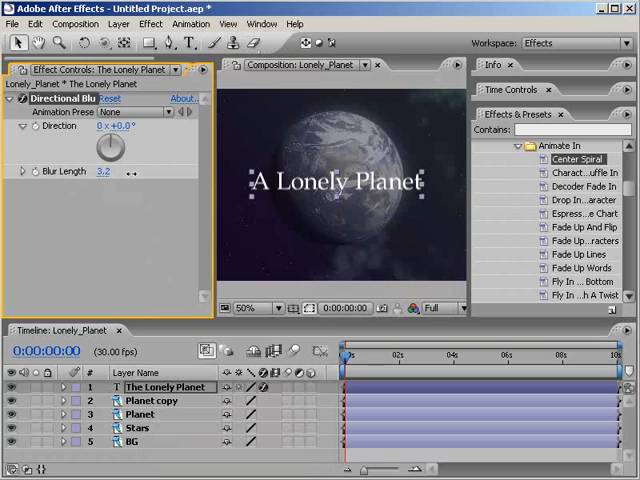 Adobe After Effects - Untitled Project.aep *
File Edit Composition Layer Effect Animation View Window Help
Workspace: Effects
Effect Controls: The Lonely Planet
Lonely_Planet * The Lonely Planet
Directional Blu Reset About...
Animation Prese None
Direction 0 x+0.0°
Blur Length 3.2
Composition: Lonely_Planet
A Lonely Planet
50% 0:00:00:00 Full
Info
Time Controls
Effects & Presets
Contains:
Animate In
Center Spiral
Charact...uffle In
Decoder Fade In
Drop In...aracter
Espress...e Chart
Fade Up And Flip
Fade Up...racters
Fade Up Lines
Fade Up Words
Fly In ... Bottom
Fly In ...h A Twist
Timeline: Lonely_Planet
0:00:00:00 (30.00 fps)
# Layer Name
02s 04s 06s 08s 10s
1 T The Lonely Planet
2 Planet copy
3 Planet
4 Stars
5 BG